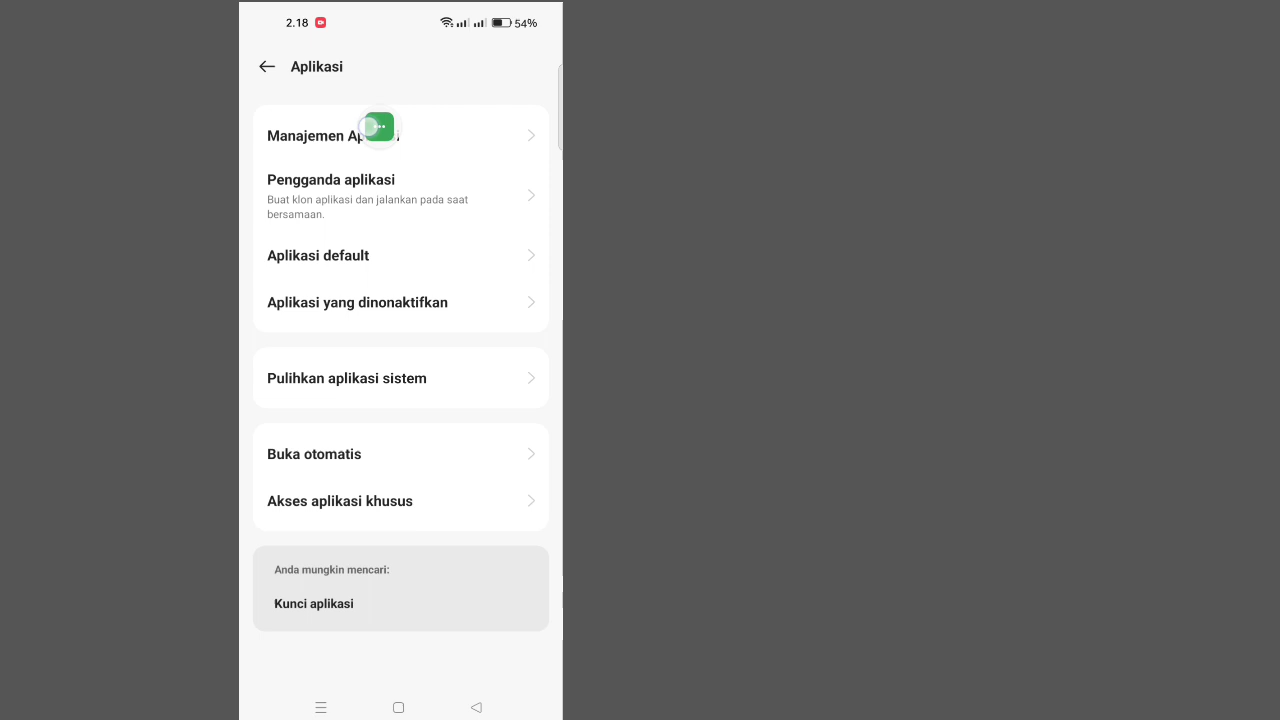 2.18
54%
Aplikasi
Manajemen Ap
Pengganda aplikasi
Buat klon aplikasi dan jalankan pada saat
bersamaan.
Aplikasi default
Aplikasi yang dinonaktifkan
Pulihkan aplikasi sistem
Buka otomatis
Akses aplikasi khusus
Anda mungkin mencari:
Kunci aplikasi